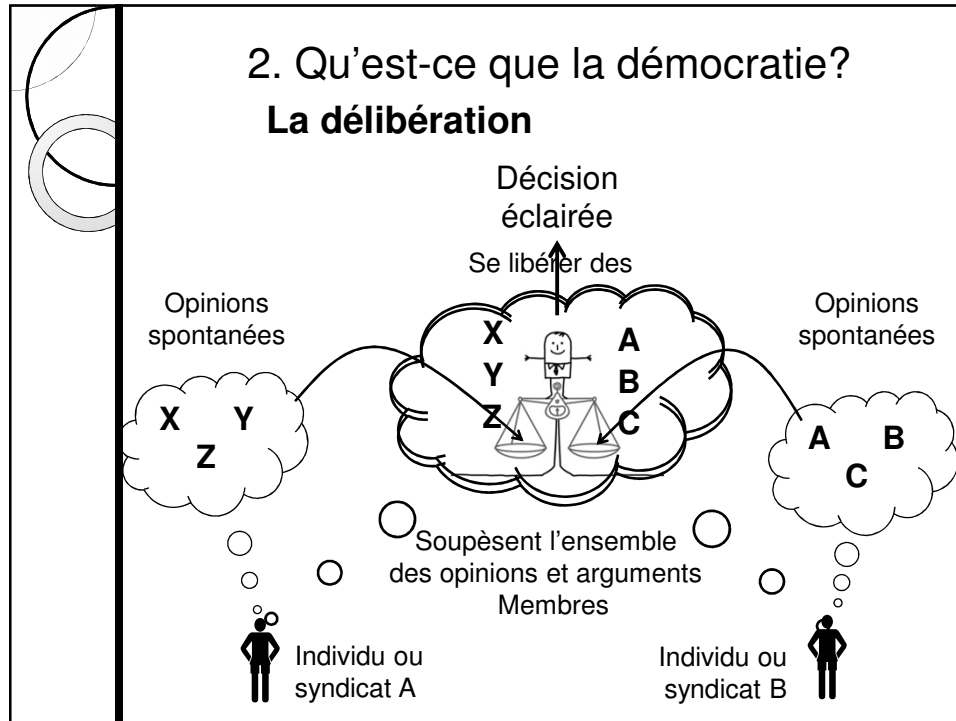 2. Qu'est-ce que la démocratie?
La délibération
Décision
éclairée
Se libérer des
Opinions
spontanées
Opinions
spontanées
X
Y
Z
A
B
C
X Y
Z
A B
C
Soupèsent l'ensemble
des opinions et arguments
Membres
Individu ou
syndicat A
Individu ou
syndicat B